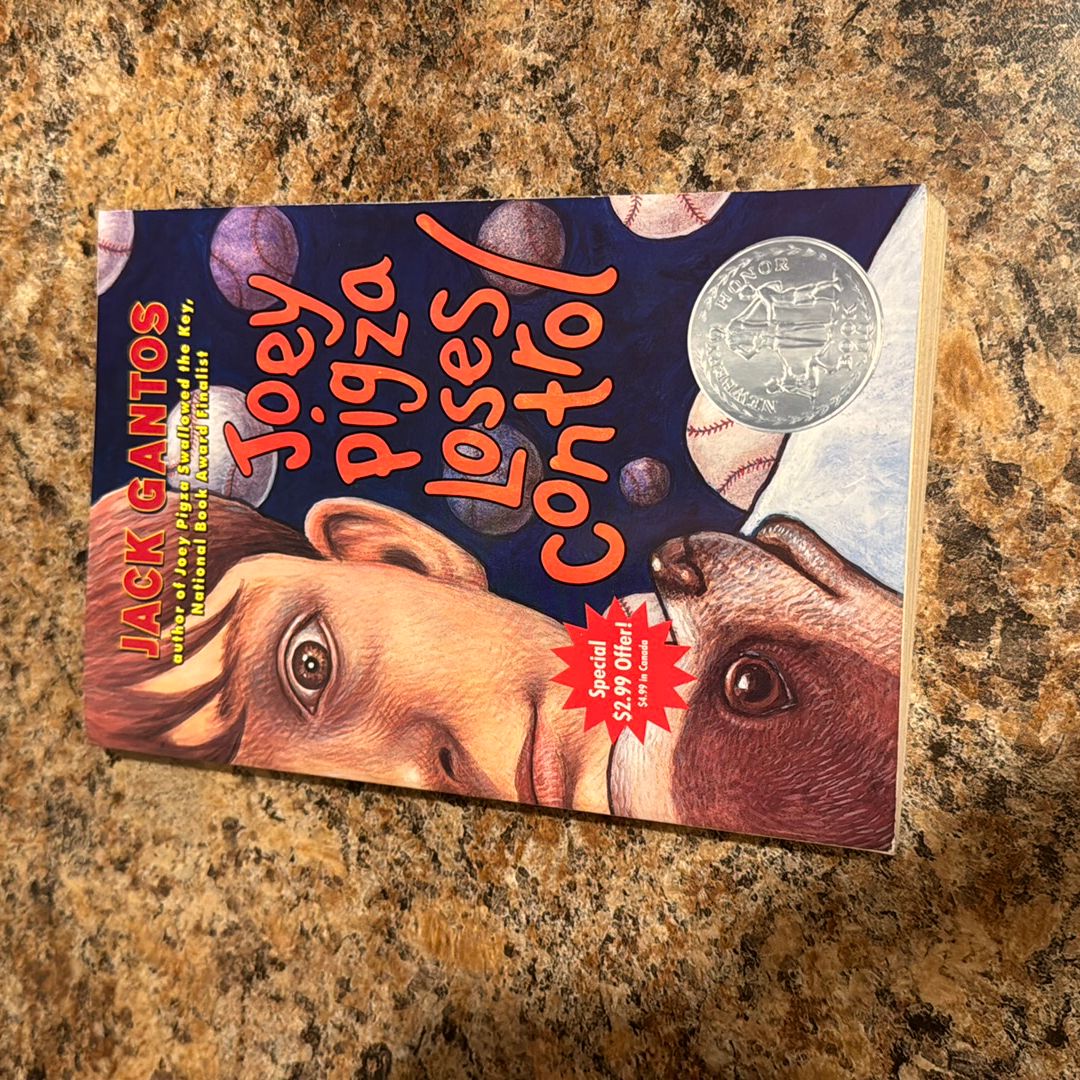 JACK GANTOS
author of Joey Pigza Swallowed the Key,
National Book Award Finalist
Joey
Pigza
Loses
Control
NEWBERY HONOR BOOK
Special
$2.99 Offer!
$4.99 in Canada